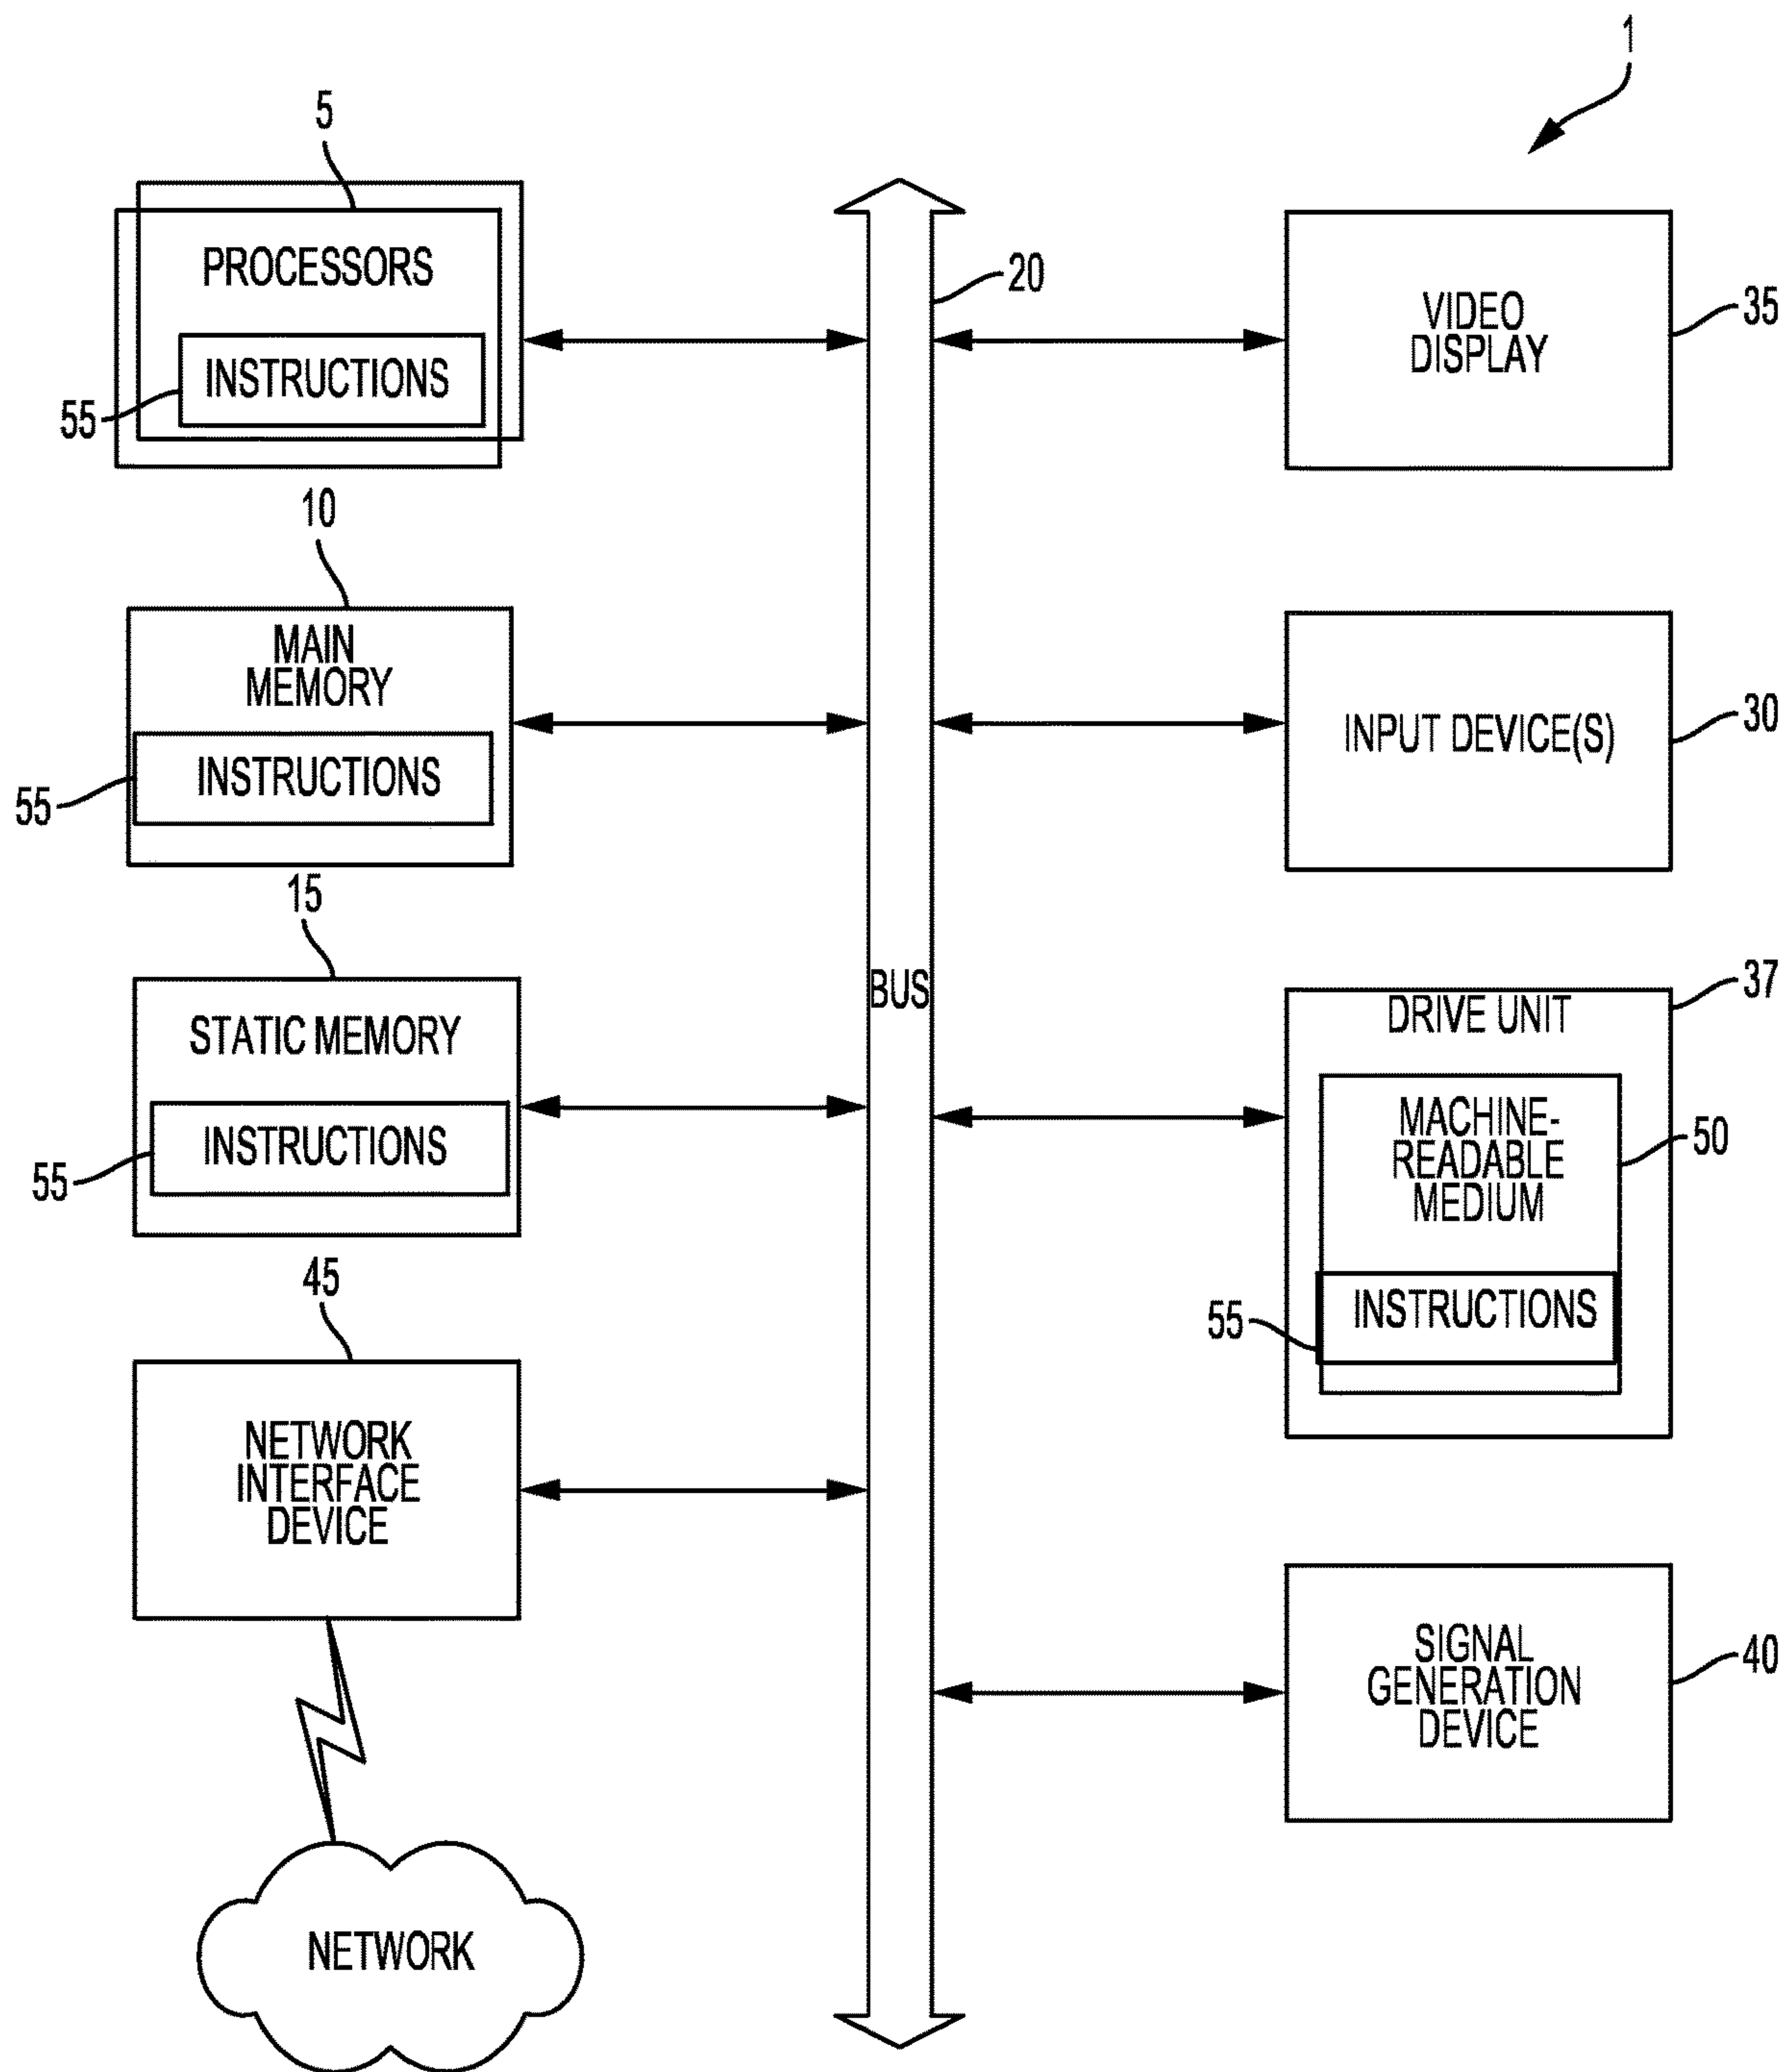 1
5
PROCESSORS
INSTRUCTIONS
55
20
VIDEO
DISPLAY
35
10
MAIN
MEMORY
INSTRUCTIONS
55
INPUT DEVICE(S)
30
15
STATIC MEMORY
INSTRUCTIONS
55
BUS
37
DRIVE UNIT
MACHINE-
READABLE
MEDIUM
50
INSTRUCTIONS
55
45
NETWORK
INTERFACE
DEVICE
SIGNAL
GENERATION
DEVICE
40
NETWORK